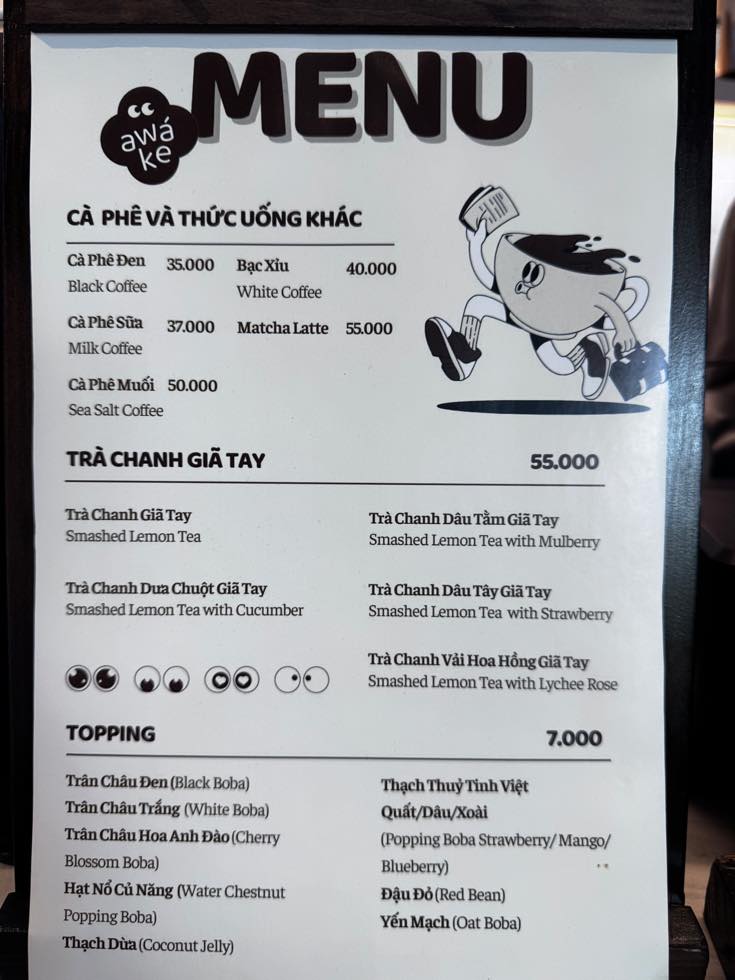 MENU
awá
ke
CÀ PHÊ VÀ THỨC UỐNG KHÁC
Cà Phê Đen 35.000
Black Coffee
Bạc Xỉu 40.000
White Coffee
Cà Phê Sữa 37.000
Milk Coffee
Matcha Latte 55.000
Cà Phê Muối 50.000
Sea Salt Coffee
TRÀ CHANH GIÃ TAY 55.000
Trà Chanh Giã Tay
Smashed Lemon Tea
Trà Chanh Dưa Chuột Giã Tay
Smashed Lemon Tea with Cucumber
Trà Chanh Dâu Tằm Giã Tay
Smashed Lemon Tea with Mulberry
Trà Chanh Dâu Tây Giã Tay
Smashed Lemon Tea with Strawberry
Trà Chanh Vải Hoa Hồng Giã Tay
Smashed Lemon Tea with Lychee Rose
TOPPING 7.000
Trân Châu Đen (Black Boba)
Trân Châu Trắng (White Boba)
Trân Châu Hoa Anh Đào (Cherry
Blossom Boba)
Hạt Nổ Củ Năng (Water Chestnut
Popping Boba)
Thạch Dừa (Coconut Jelly)
Thạch Thuỷ Tinh Việt
Quất/Dâu/Xoài
(Popping Boba Strawberry/ Mango/
Blueberry)
Đậu Đỏ (Red Bean)
Yến Mạch (Oat Boba)